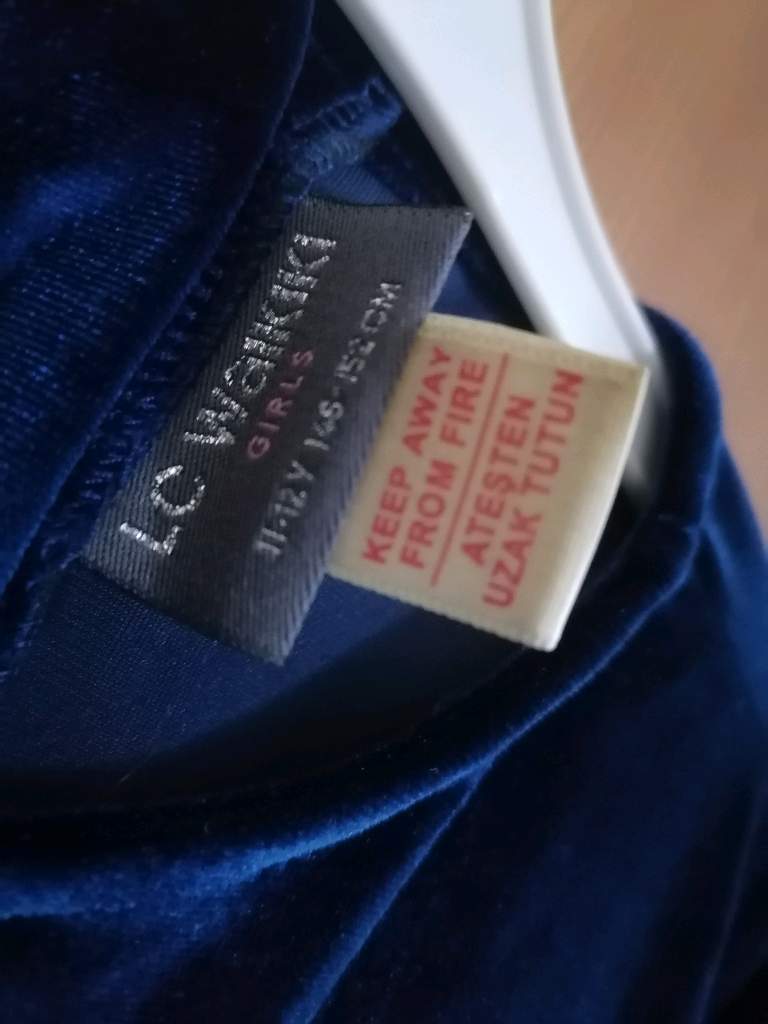 LC WAIKIKI
GIRLS
11-12Y 146-152CM
KEEP AWAY
FROM FIRE
ATEŞTEN
UZAK TUTUN